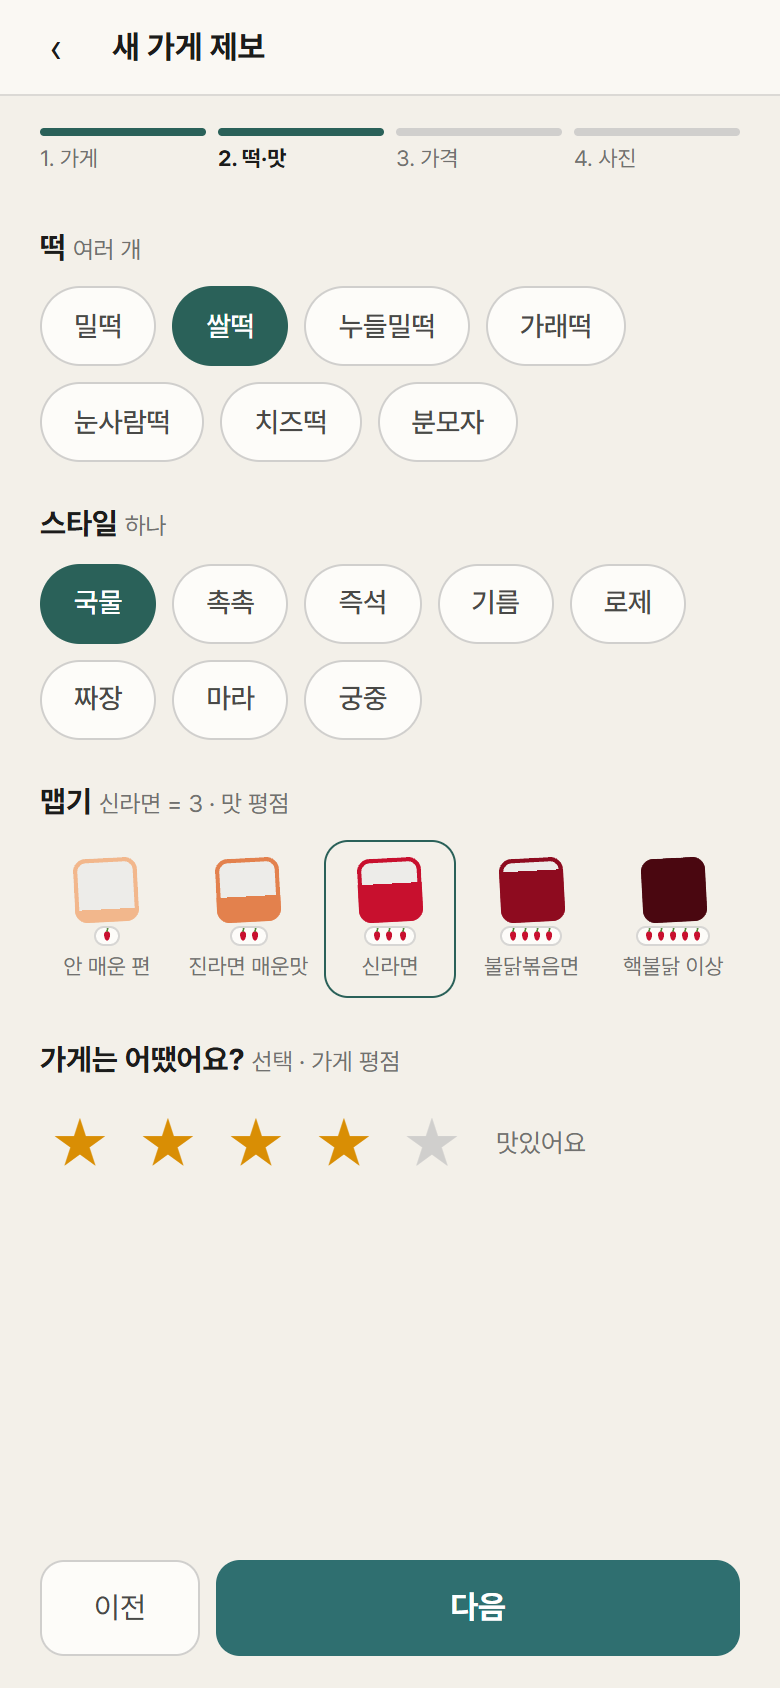 ‹ 새 가게 제보
1. 가게 2. 떡·맛 3. 가격 4. 사진
떡 여러 개
밀떡 쌀떡 누들밀떡 가래떡
눈사람떡 치즈떡 분모자
스타일 하나
국물 촉촉 즉석 기름 로제
짜장 마라 궁중
맵기 신라면 = 3 · 맛 평점
안 매운 편 진라면 매운맛 신라면 불닭볶음면 핵불닭 이상
가게는 어땠어요? 선택 · 가게 평점
맛있어요
이전 다음